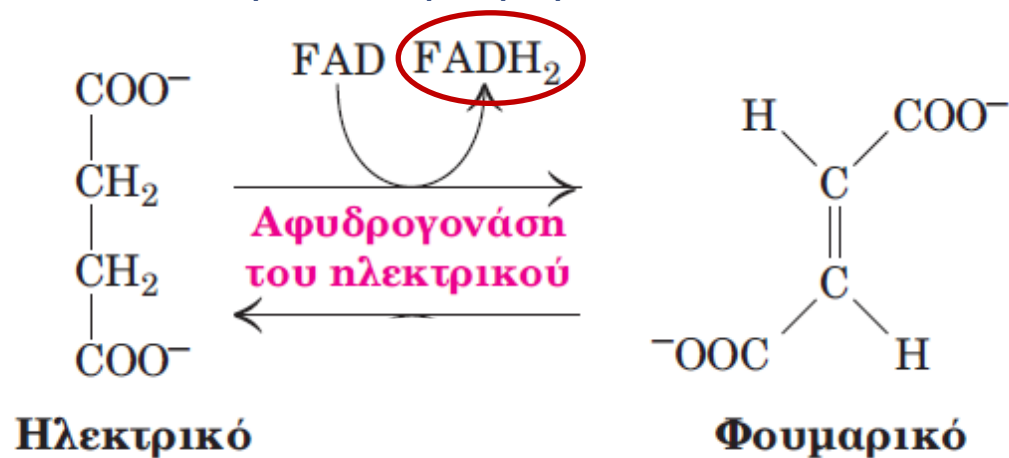 FAD FADH₂
COO⁻
CH₂
CH₂
COO⁻
Αφυδρογονάση
του ηλεκτρικού
H
COO⁻
C
C
⁻OOC
H
Ηλεκτρικό
Φουμαρικό